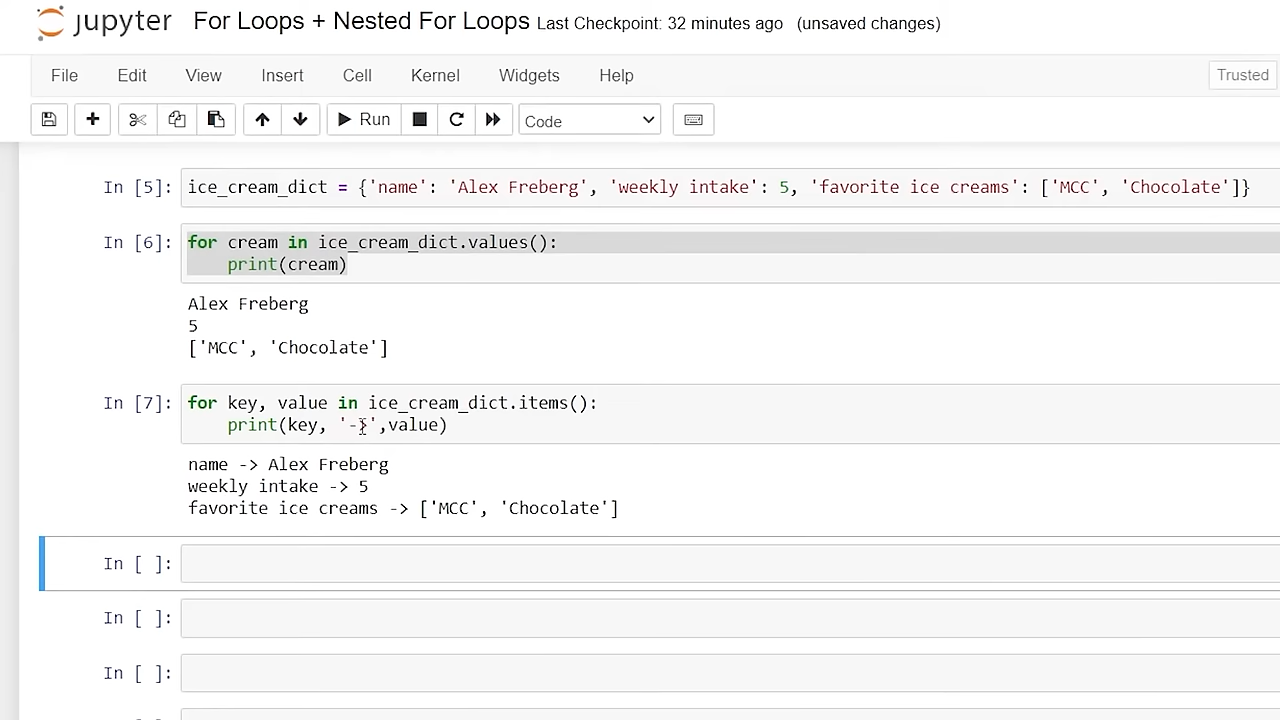 jupyter For Loops + Nested For Loops Last Checkpoint: 32 minutes ago (unsaved changes)
File Edit View Insert Cell Kernel Widgets Help Trusted
Run Code
In [5]: ice_cream_dict = {'name': 'Alex Freberg', 'weekly intake': 5, 'favorite ice creams': ['MCC', 'Chocolate']}
In [6]: for cream in ice_cream_dict.values():
print(cream)
Alex Freberg
5
['MCC', 'Chocolate']
In [7]: for key, value in ice_cream_dict.items():
print(key, '->',value)
name -> Alex Freberg
weekly intake -> 5
favorite ice creams -> ['MCC', 'Chocolate']
In [ ]:
In [ ]:
In [ ]: